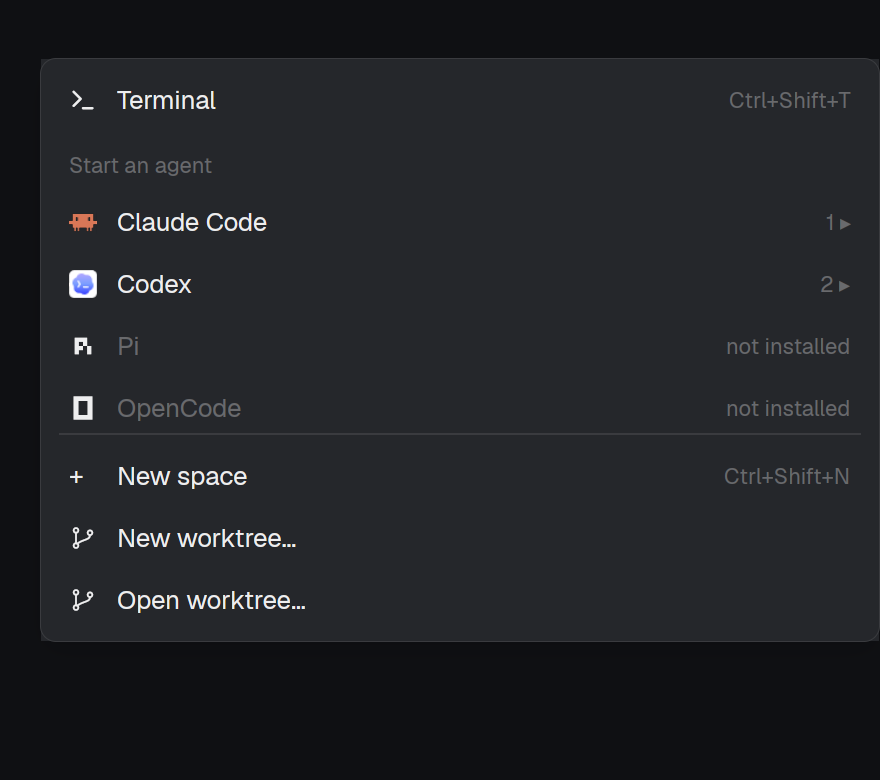 Terminal Ctrl+Shift+T
Start an agent
Claude Code 1 ▸
Codex 2 ▸
Pi not installed
OpenCode not installed
+ New space Ctrl+Shift+N
New worktree…
Open worktree…